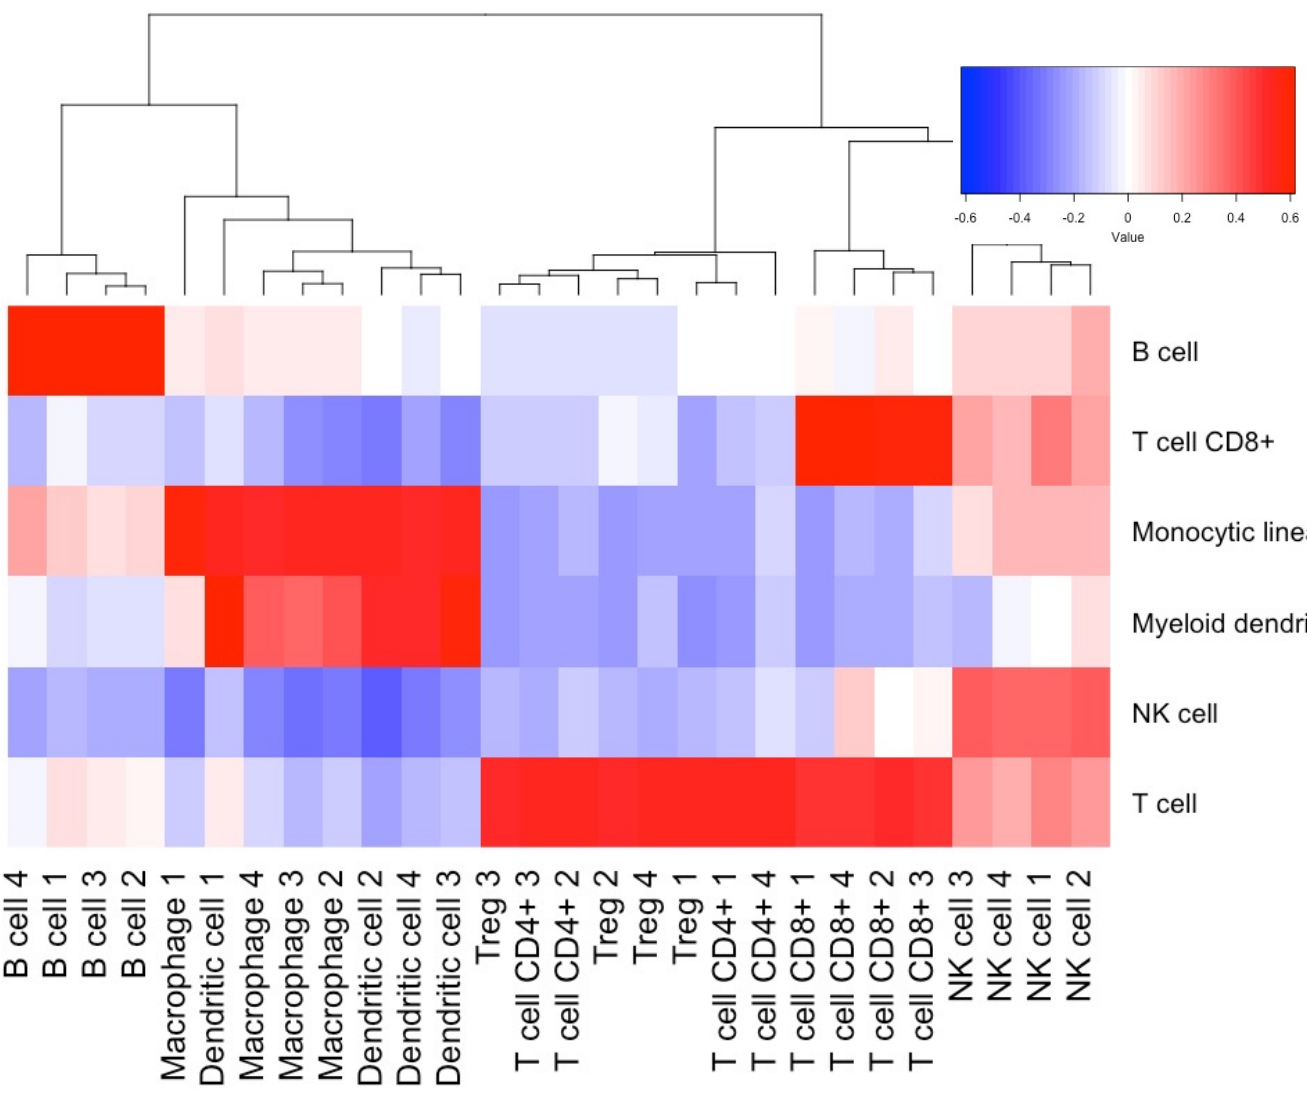 -0.6 -0.4 -0.2 0 0.2 0.4 0.6
Value
B cell
T cell CD8+
Monocytic linea
Myeloid dendri
NK cell
T cell
B cell 4
B cell 1
B cell 3
B cell 2
Macrophage 1
Dendritic cell 1
Macrophage 4
Macrophage 3
Macrophage 2
Dendritic cell 2
Dendritic cell 4
Dendritic cell 3
Treg 3
T cell CD4+ 3
T cell CD4+ 2
Treg 2
Treg 4
Treg 1
T cell CD4+ 1
T cell CD4+ 4
T cell CD8+ 1
T cell CD8+ 4
T cell CD8+ 2
T cell CD8+ 3
NK cell 3
NK cell 4
NK cell 1
NK cell 2